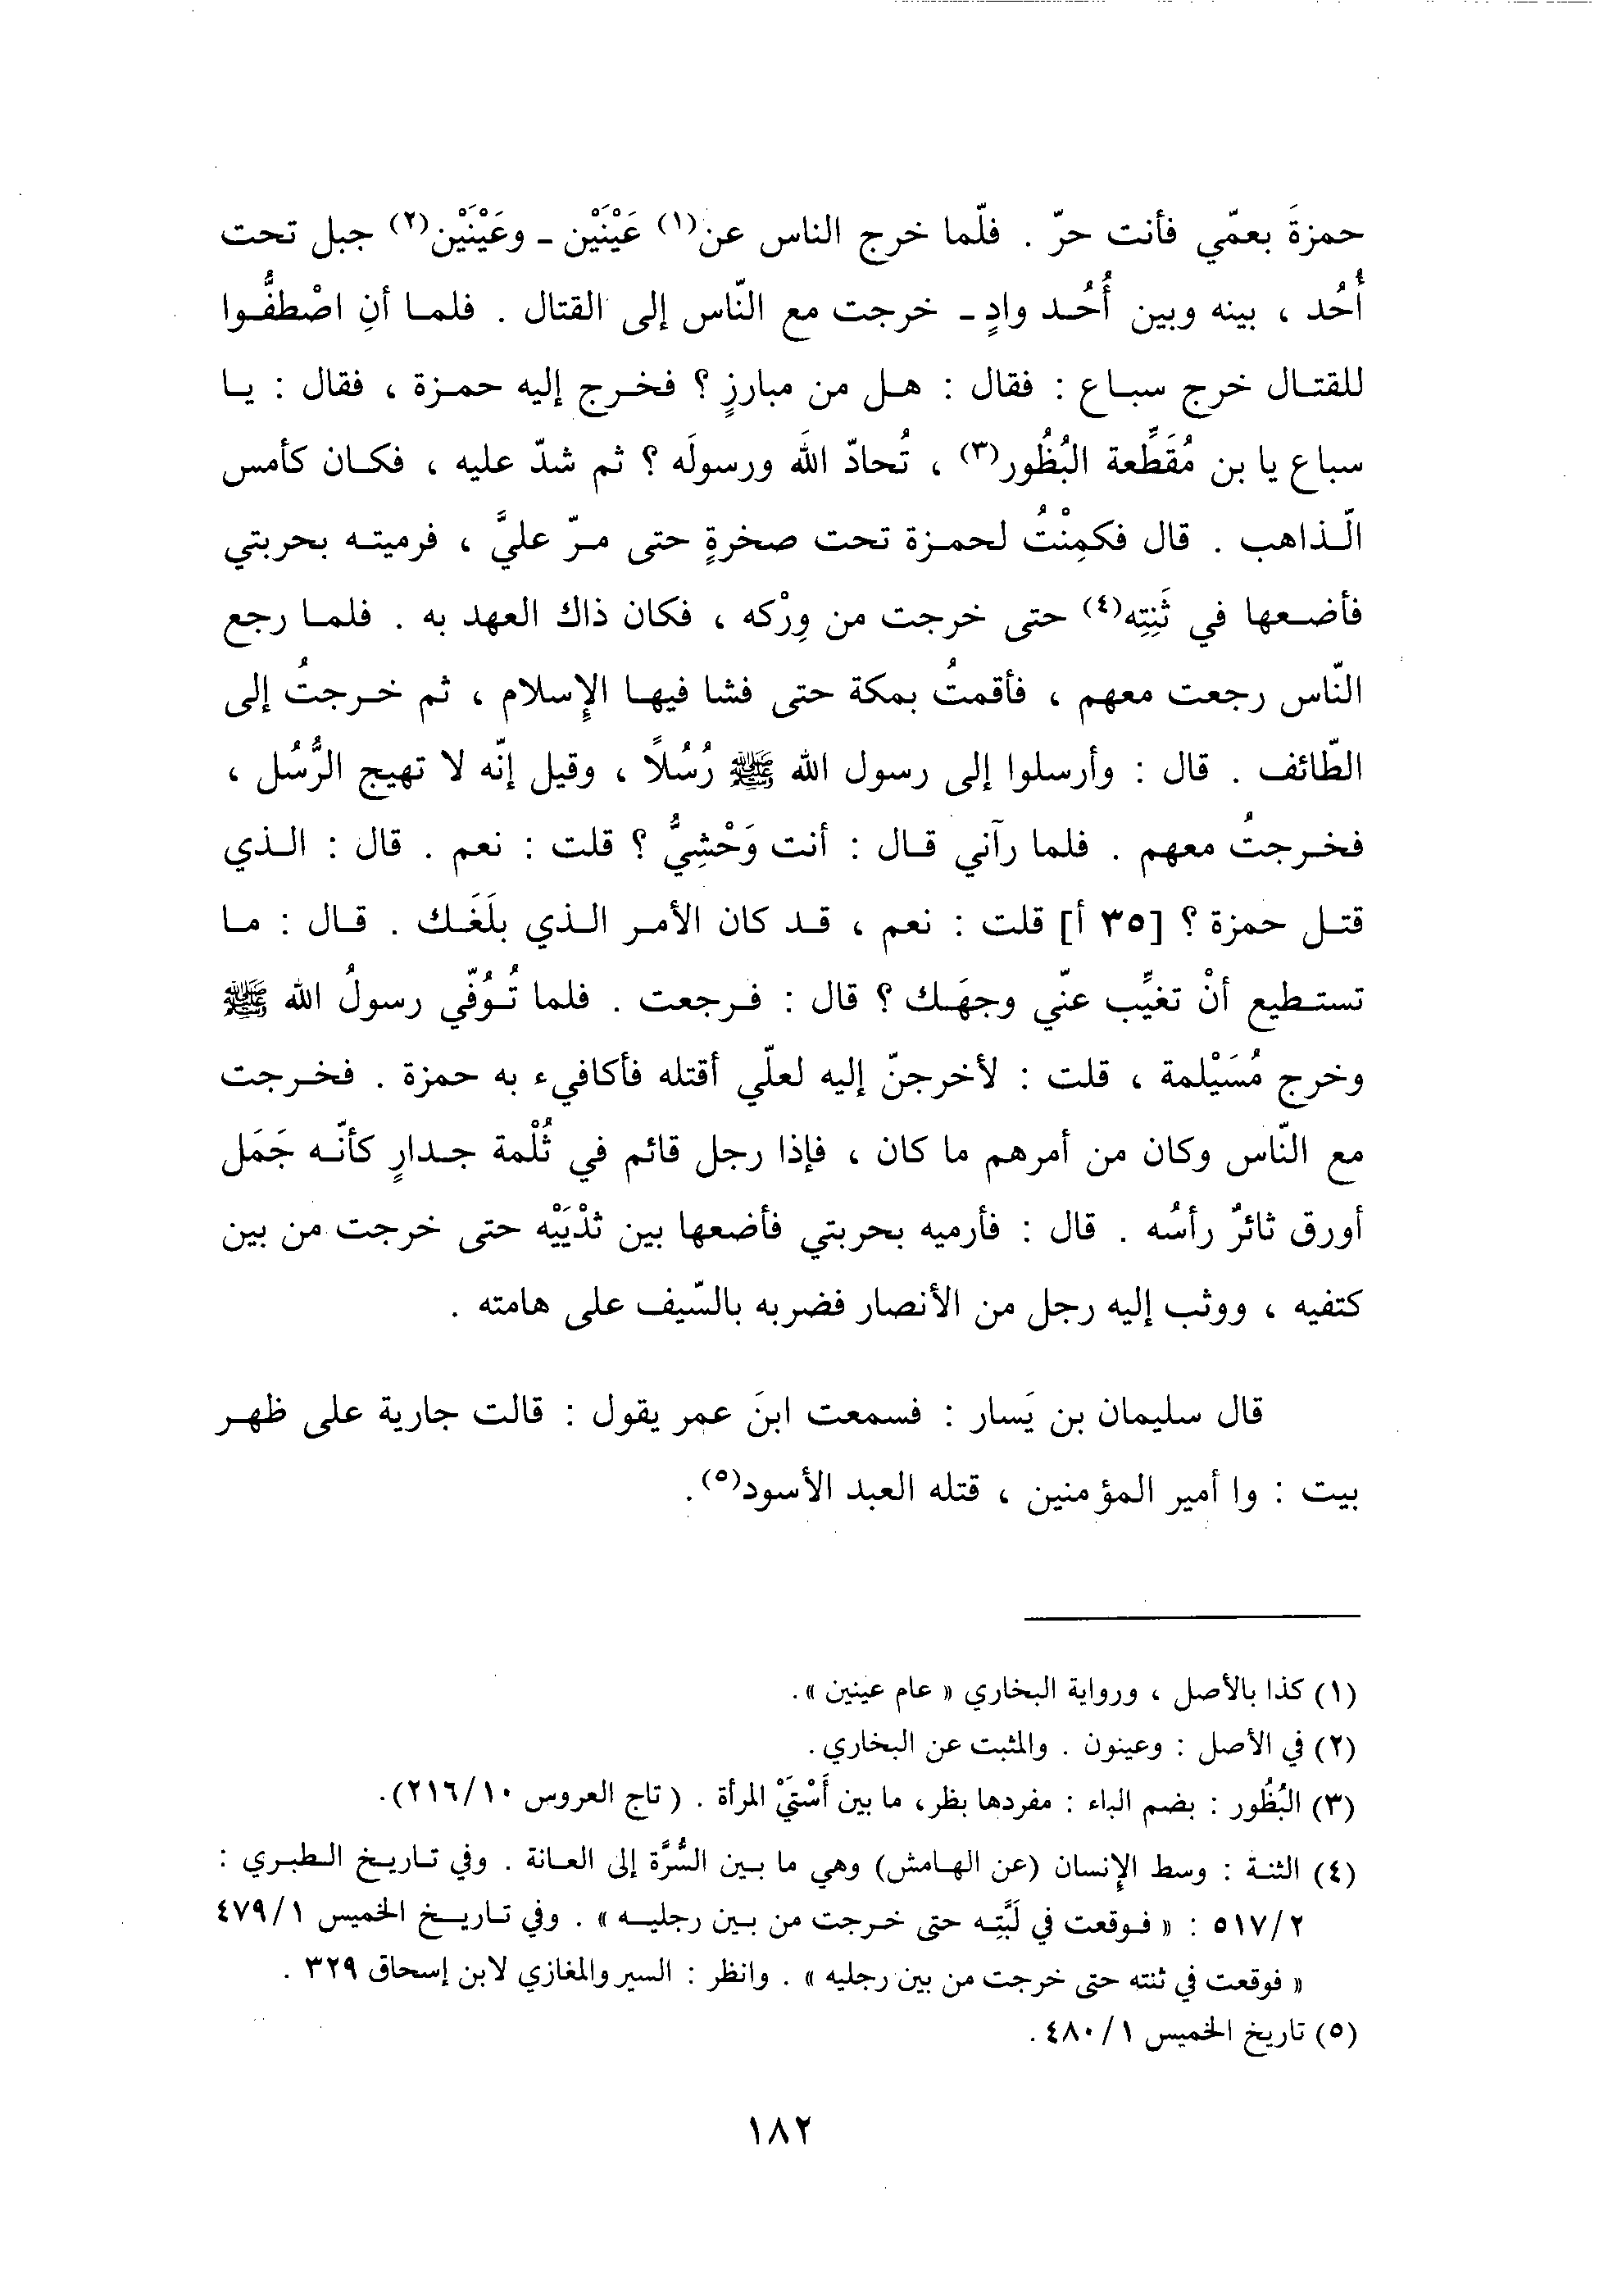 حمزةَ بعمّي فأنت حرّ . فلّما خرج الناس عن(١) عَيْنَيْن ـ وعَيْنَيْن(٢) جبل تحت
أُحُد ، بينه وبين أُحُد وادٍ ـ خرجت مع النّاس إلى القتال . فلما أنِ اصْطفُّوا
للقتال خرج سباع : فقال : هل من مبارزٍ ؟ فخرج إليه حمزة ، فقال : يا
سباع يا بن مُقَطِّعة البُظُور(٣) ، تُحادّ اللهَ ورسولَه ؟ ثم شدّ عليه ، فكان كأمس
الّذاهب . قال فكمِنْتُ لحمزة تحت صخرةٍ حتى مرّ عليَّ ، فرميته بحربتي
فأضعها في ثَنِتِه(٤) حتى خرجت من وِرْكه ، فكان ذاك العهد به . فلما رجع
النّاس رجعت معهم ، فأقمتُ بمكة حتى فشا فيها الإسلام ، ثم خرجتُ إلى
الطّائف . قال : وأرسلوا إلى رسول الله ﷺ رُسُلاً ، وقيل إنّه لا تهيج الرُّسُل ،
فخرجتُ معهم . فلما رآني قال : أنت وَحْشِيُّ ؟ قلت : نعم . قال : الذي
قتل حمزة ؟ [٣٥ أ] قلت : نعم ، قد كان الأمر الذي بلَغَك . قال : ما
تستطيع أنْ تغيِّب عنّي وجهَك ؟ قال : فرجعت . فلما تُوُفّي رسولُ الله ﷺ
وخرج مُسَيْلمة ، قلت : لأخرجنّ إليه لعلّي أقتله فأكافيء به حمزة . فخرجت
مع النّاس وكان من أمرهم ما كان ، فإذا رجل قائم في ثُلْمة جدارٍ كأنّه جَمَل
أورق ثائرٌ رأسُه . قال : فأرميه بحربتي فأضعها بين ثدْيَيْه حتى خرجت من بين
كتفيه ، ووثب إليه رجل من الأنصار فضربه بالسّيف على هامته .
قال سليمان بن يَسار : فسمعت ابنَ عمر يقول : قالت جارية على ظهر
بيت : وا أمير المؤمنين ، قتله العبد الأسود(٥).
(١) كذا بالأصل ، ورواية البخاري « عام عينين ».
(٢) في الأصل : وعينون . والمثبت عن البخاري.
(٣) البُظُور : بضم الباء : مفردها بظر، ما بين أَسْتَيْ المرأة . ( تاج العروس ٢١٦/١٠).
(٤) الثنة : وسط الإنسان (عن الهامش) وهي ما بين السُّرَّة إلى العانة . وفي تاريخ الطبري :
٥١٧/٢ : « فوقعت في لَبَّتِه حتى خرجت من بين رجليه » . وفي تاريخ الخميس ٤٧٩/١
« فوقعت في ثنته حتى خرجت من بين رجليه » . وانظر : السير والمغازي لابن إسحاق ٣٢٩ .
(٥) تاريخ الخميس ٤٨٠/١ .
١٨٢